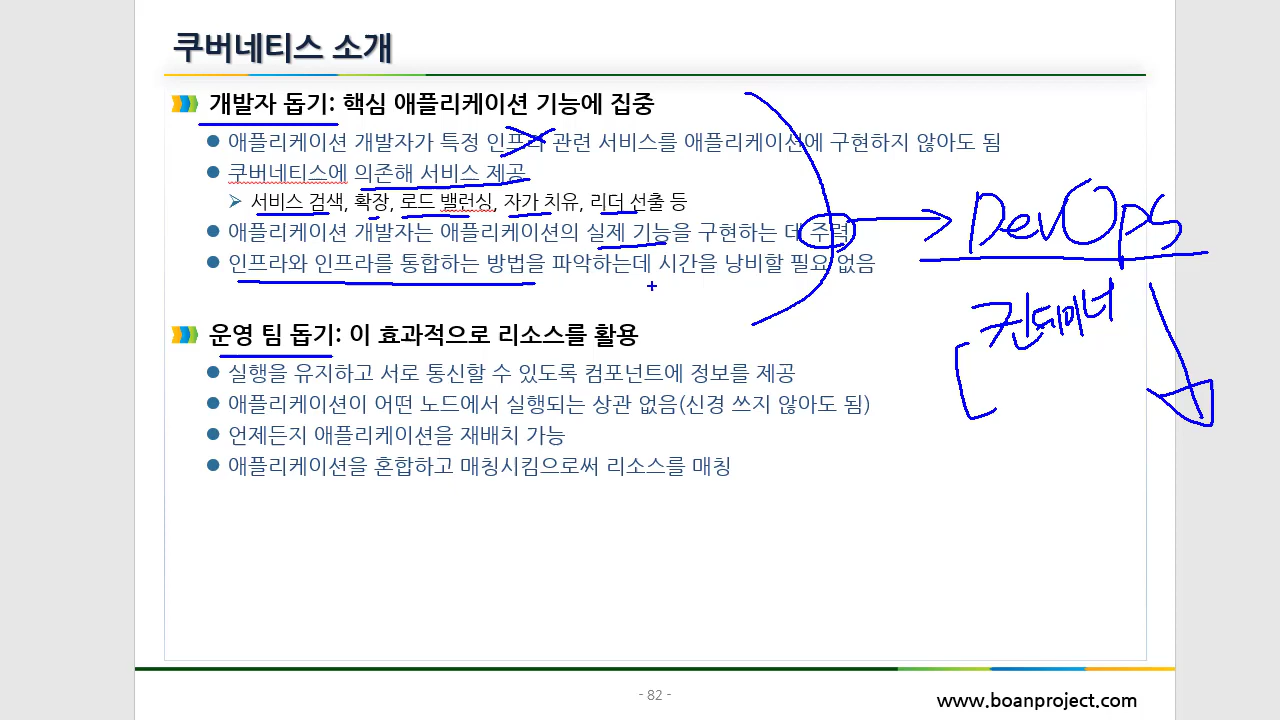 쿠버네티스 소개
개발자 돕기: 핵심 애플리케이션 기능에 집중
애플리케이션 개발자가 특정 인프라 관련 서비스를 애플리케이션에 구현하지 않아도 됨
쿠버네티스에 의존해 서비스 제공
서비스 검색, 확장, 로드 밸런싱, 자가 치유, 리더 선출 등
애플리케이션 개발자는 애플리케이션의 실제 기능을 구현하는 데 주력
인프라와 인프라를 통합하는 방법을 파악하는데 시간을 낭비할 필요 없음
DevOps
컨테이너
운영 팀 돕기: 이 효과적으로 리소스를 활용
실행을 유지하고 서로 통신할 수 있도록 컴포넌트에 정보를 제공
애플리케이션이 어떤 노드에서 실행되는 상관 없음(신경 쓰지 않아도 됨)
언제든지 애플리케이션을 재배치 가능
애플리케이션을 혼합하고 매칭시킴으로써 리소스를 매칭
- 82 -
www.boanproject.com